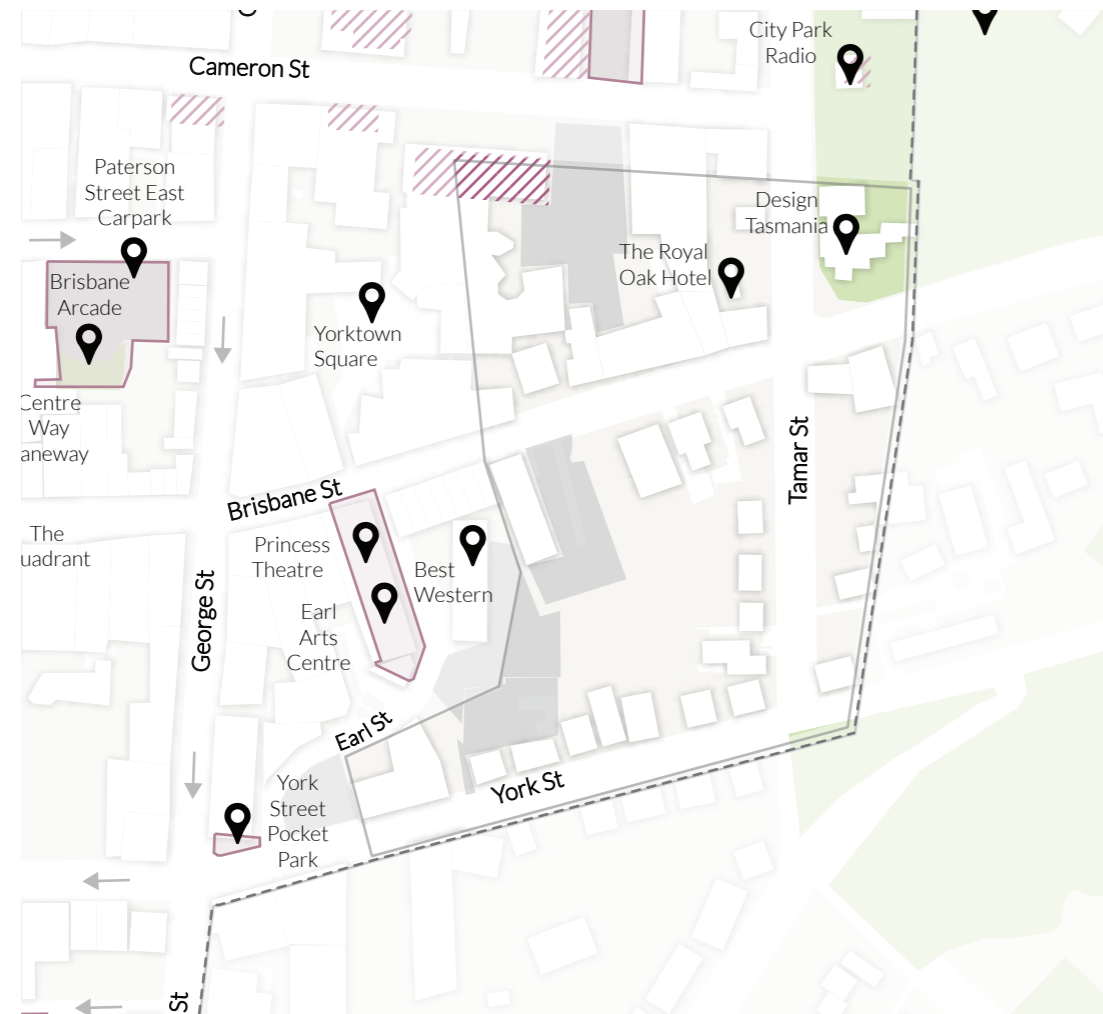 City Park
Radio
Cameron St
Paterson
Street East
Carpark
Design
Tasmania
The Royal
Oak Hotel
Brisbane
Arcade
Yorktown
Square
Centre
Way
aneway
Tamar St
Brisbane St
The
uadrant
Princess
Theatre
Best
Western
George St
Earl
Arts
Centre
Earl St
York St
York
Street
Pocket
Park
St